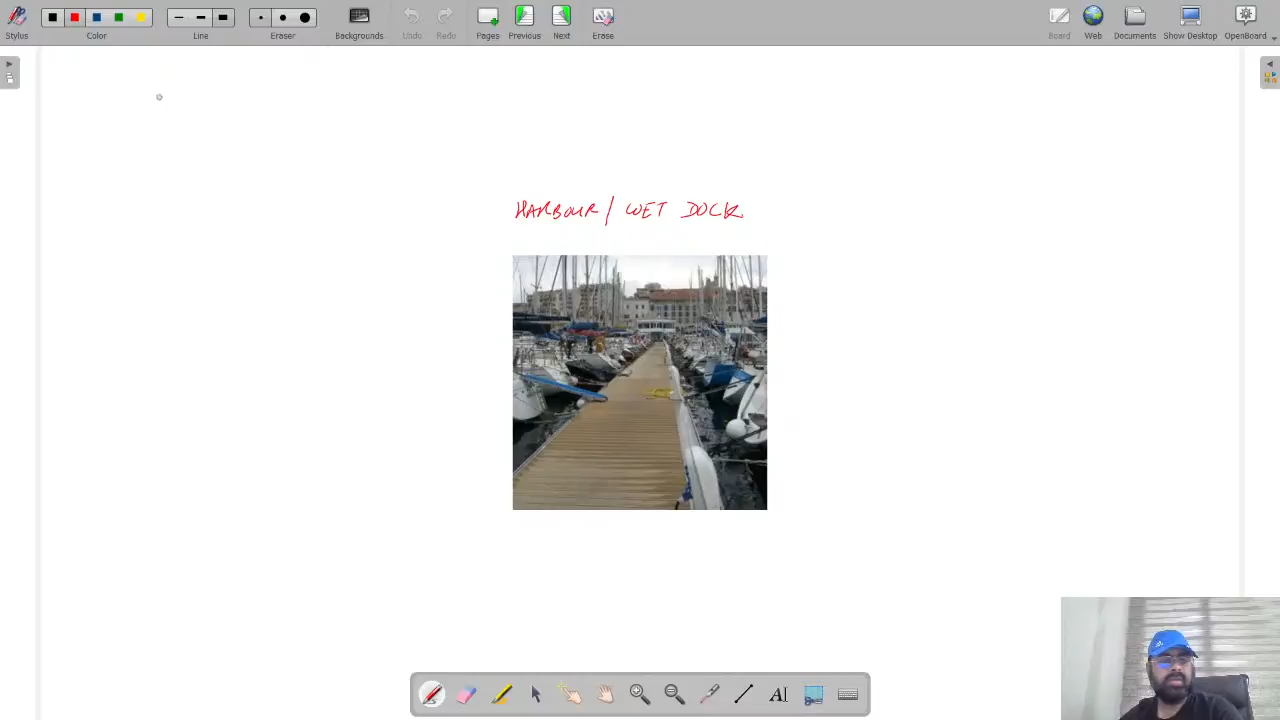 Stylus
Color
Line
Eraser
Backgrounds
Undo
Redo
Pages
Previous
Next
Erase
Board
Web
Documents
Show Desktop
OpenBoard
HARBOUR / WET DOCK